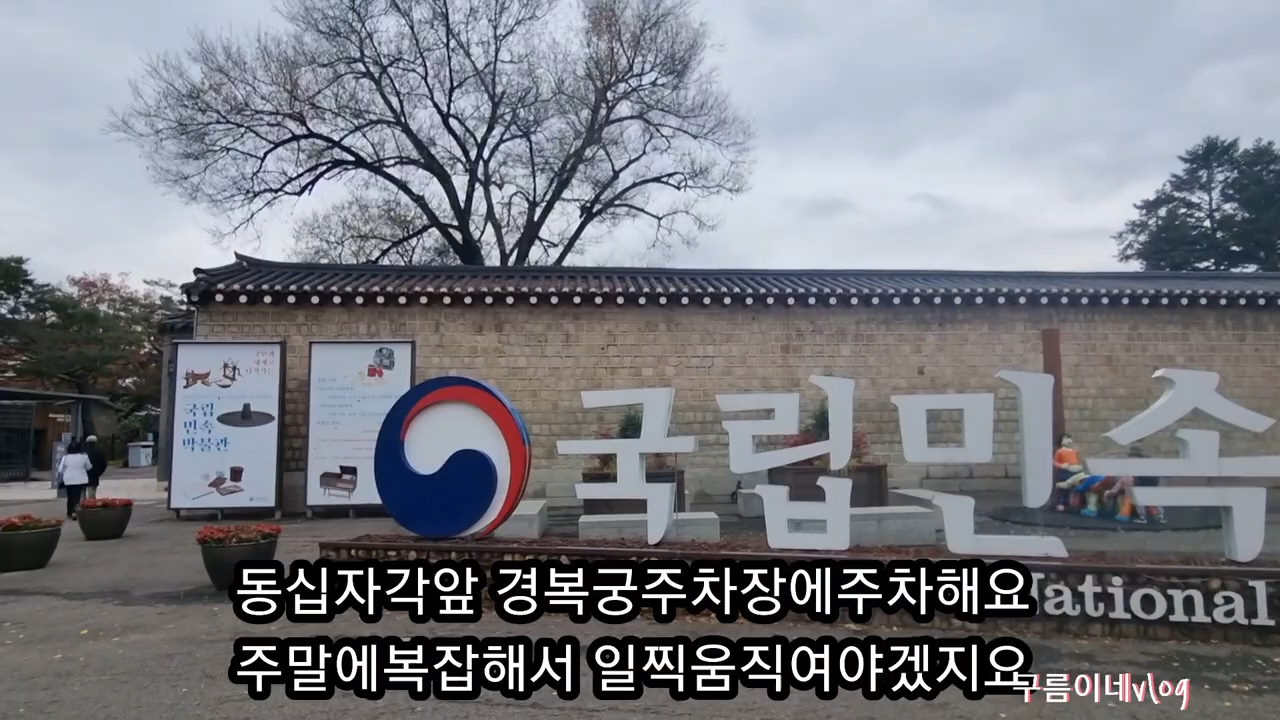 국립
민속
박물관
국립민속
National
동십자각앞 경복궁주차장에주차해요
주말에복잡해서 일찍움직여야겠지요
구름이네vlog